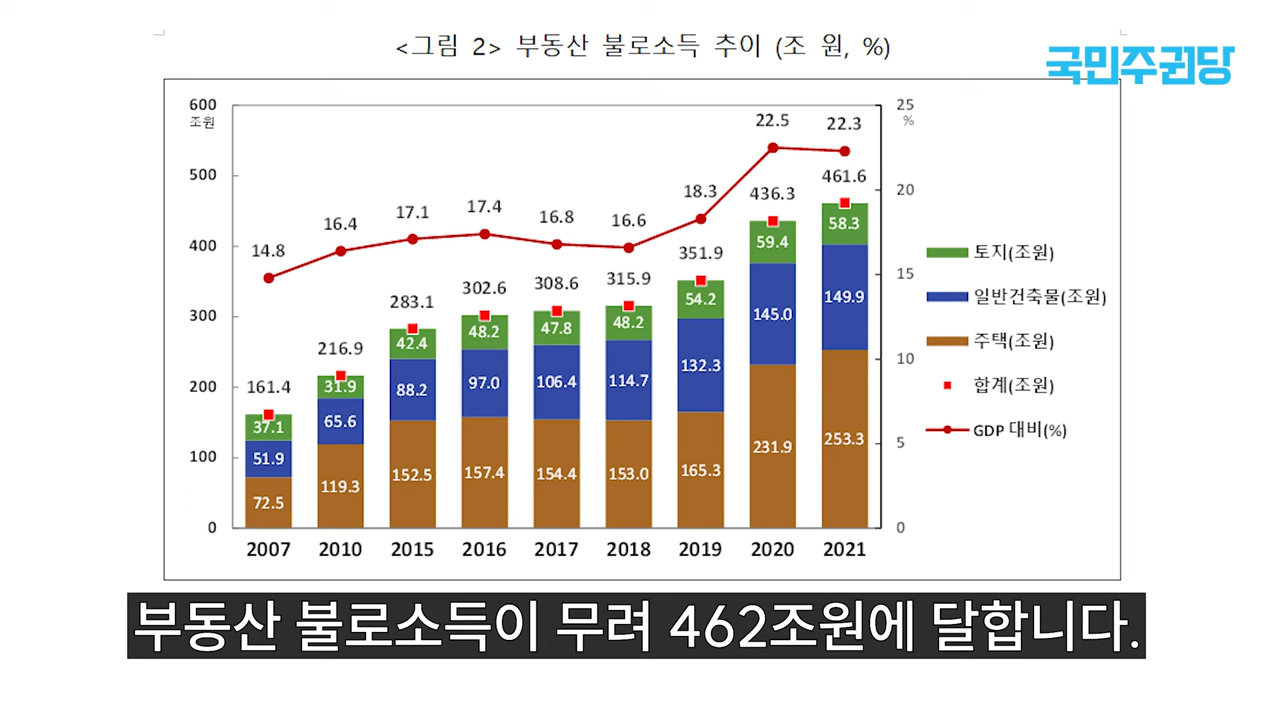 <그림 2> 부동산 불로소득 추이 (조 원, %)
국민주권당
600
조원
500
400
300
200
100
0
25
%
20
15
10
5
0
14.8 16.4 17.1 17.4 16.8 16.6 18.3 22.5 22.3
161.4 216.9 283.1 302.6 308.6 315.9 351.9 436.3 461.6
37.1 31.9 42.4 48.2 47.8 48.2 54.2 59.4 58.3
51.9 65.6 88.2 97.0 106.4 114.7 132.3 145.0 149.9
72.5 119.3 152.5 157.4 154.4 153.0 165.3 231.9 253.3
2007 2010 2015 2016 2017 2018 2019 2020 2021
토지(조원)
일반건축물(조원)
주택(조원)
합계(조원)
GDP 대비(%)
부동산 불로소득이 무려 462조원에 달합니다.